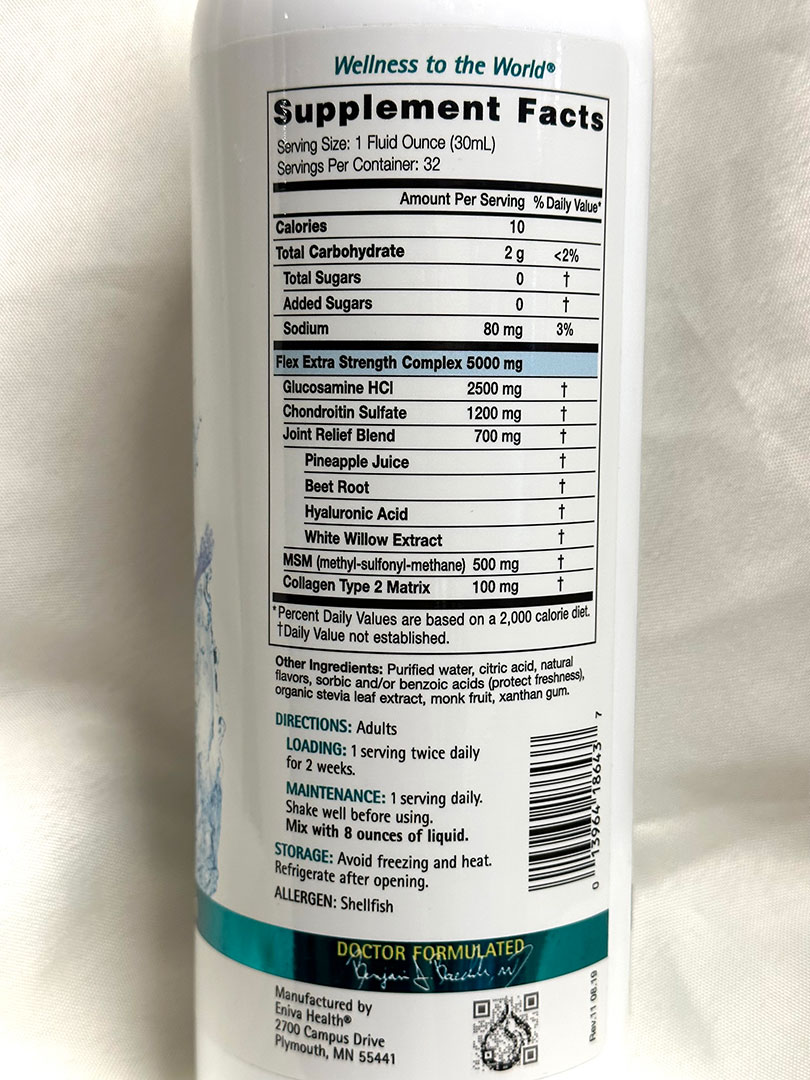 Wellness to the World®
Supplement Facts
Serving Size: 1 Fluid Ounce (30mL)
Servings Per Container: 32
Amount Per Serving % Daily Value*
Calories 10
Total Carbohydrate 2 g <2%
Total Sugars 0 †
Added Sugars 0 †
Sodium 80 mg 3%
Flex Extra Strength Complex 5000 mg
Glucosamine HCl 2500 mg †
Chondroitin Sulfate 1200 mg †
Joint Relief Blend 700 mg †
Pineapple Juice †
Beet Root †
Hyaluronic Acid †
White Willow Extract †
MSM (methyl-sulfonyl-methane) 500 mg †
Collagen Type 2 Matrix 100 mg †
*Percent Daily Values are based on a 2,000 calorie diet.
†Daily Value not established.
Other Ingredients: Purified water, citric acid, natural
flavors, sorbic and/or benzoic acids (protect freshness),
organic stevia leaf extract, monk fruit, xanthan gum.
DIRECTIONS: Adults
LOADING: 1 serving twice daily
for 2 weeks.
MAINTENANCE: 1 serving daily.
Shake well before using.
Mix with 8 ounces of liquid.
STORAGE: Avoid freezing and heat.
Refrigerate after opening.
ALLERGEN: Shellfish
0 13964 18643 7
DOCTOR FORMULATED
Manufactured by
Eniva Health®
2700 Campus Drive
Plymouth, MN 55441
Rev.11 08.19